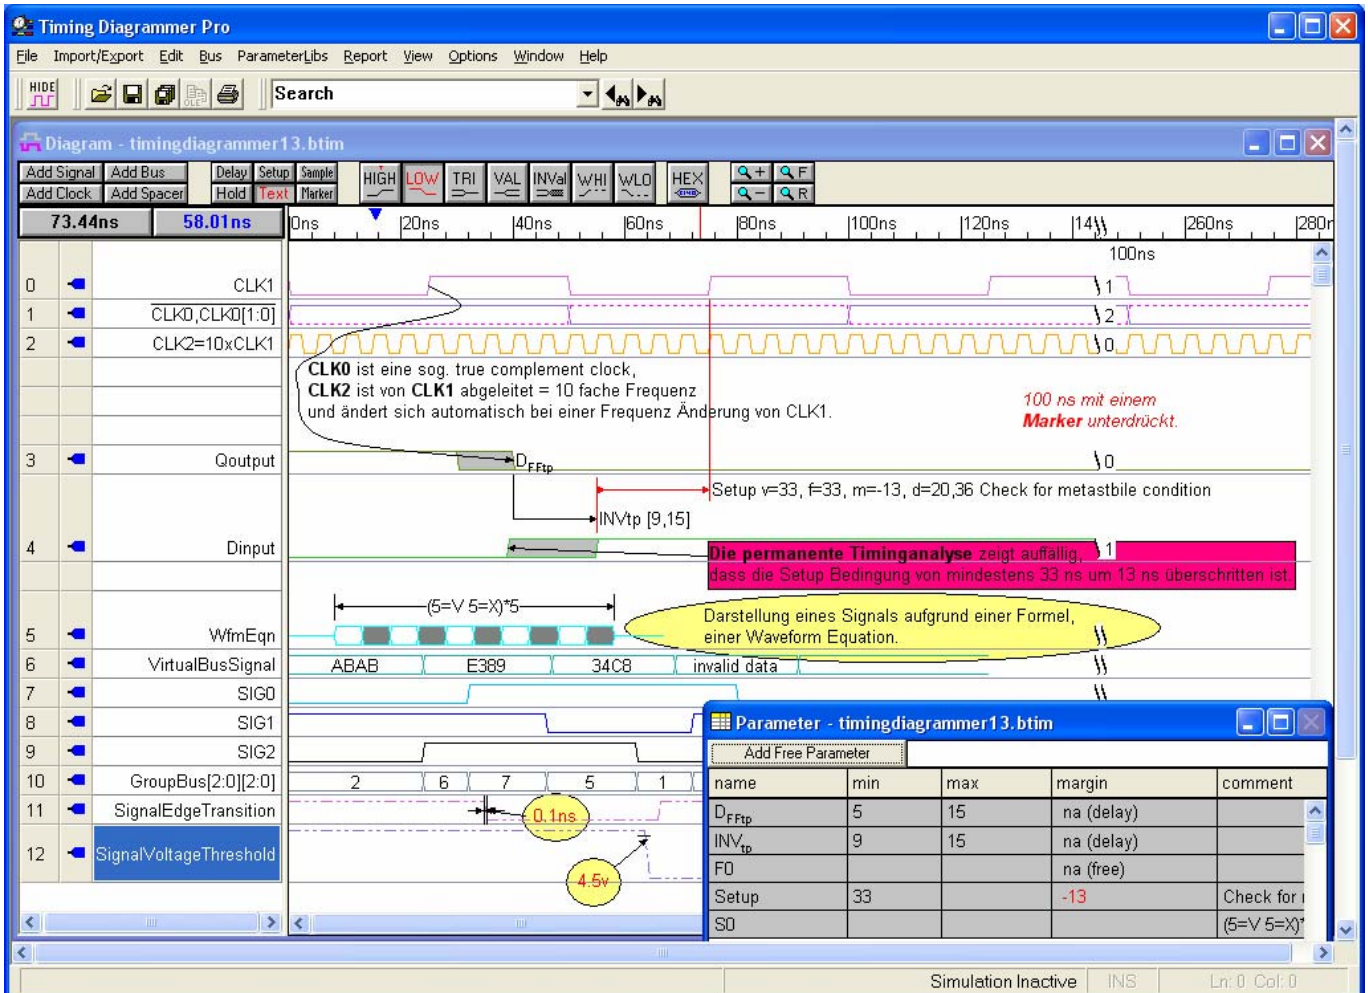 Timing Diagrammer Pro
File Import/Export Edit Bus ParameterLibs Report View Options Window Help
HIDE Search
Diagram - timingdiagrammer13.btim
Add Signal Add Bus Delay Setup Sample HIGH LOW TRI VAL INVal WHI WLO HEX + F
Add Clock Add Spacer Hold Text Marker - R
73.44ns 58.01ns 0ns 20ns 40ns 60ns 80ns 100ns 120ns 14 260ns 280n
100ns
0 CLK1 1
1 CLK0,CLK0[1:0] 2
2 CLK2=10xCLK1 0
CLK0 ist eine sog. true complement clock,
CLK2 ist von CLK1 abgeleitet = 10 fache Frequenz
und ändert sich automatisch bei einer Frequenz Änderung von CLK1.
100 ns mit einem
Marker unterdrückt.
3 Qoutput DFFtp 0
Setup v=33, f=33, m=-13, d=20,36 Check for metastbile condition
INVtp [9,15]
4 Dinput 1
Die permanente Timinganalyse zeigt auffällig,
dass die Setup Bedingung von mindestens 33 ns um 13 ns überschritten ist.
(5=V 5=X)*5
Darstellung eines Signals aufgrund einer Formel,
einer Waveform Equation.
5 WfmEqn
6 VirtualBusSignal ABAB E389 34C8 invalid data
7 SIG0
8 SIG1
9 SIG2
10 GroupBus[2:0][2:0] 2 6 7 5 1
11 SignalEdgeTransition 0.1ns
12 SignalVoltageThreshold 4.5v
Parameter - timingdiagrammer13.btim
Add Free Parameter
name min max margin comment
DFFtp 5 15 na (delay)
INVtp 9 15 na (delay)
F0 na (free)
Setup 33 -13 Check for
S0 (5=V 5=X)*
Simulation Inactive INS Ln: 0 Col: 0